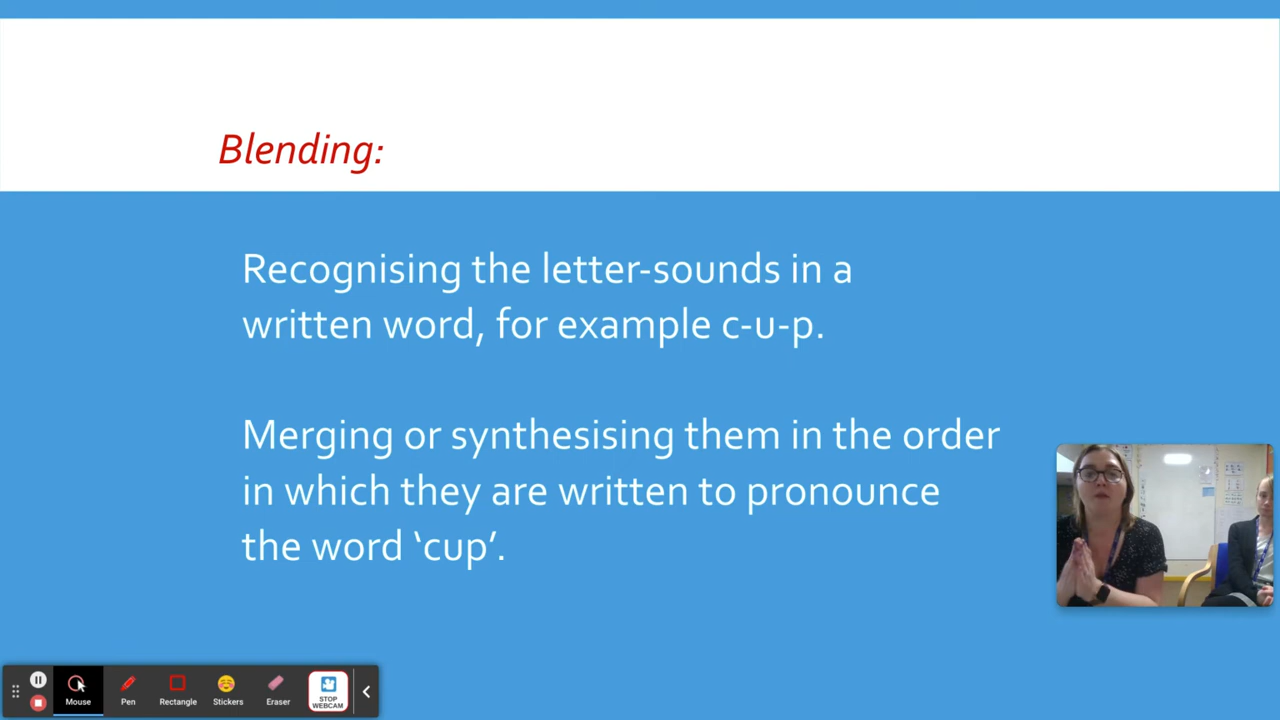 Blending:
Recognising the letter-sounds in a
written word, for example c-u-p.
Merging or synthesising them in the order
in which they are written to pronounce
the word ‘cup’.
Mouse
Pen
Rectangle
Stickers
Eraser
STOP
WEBCAM